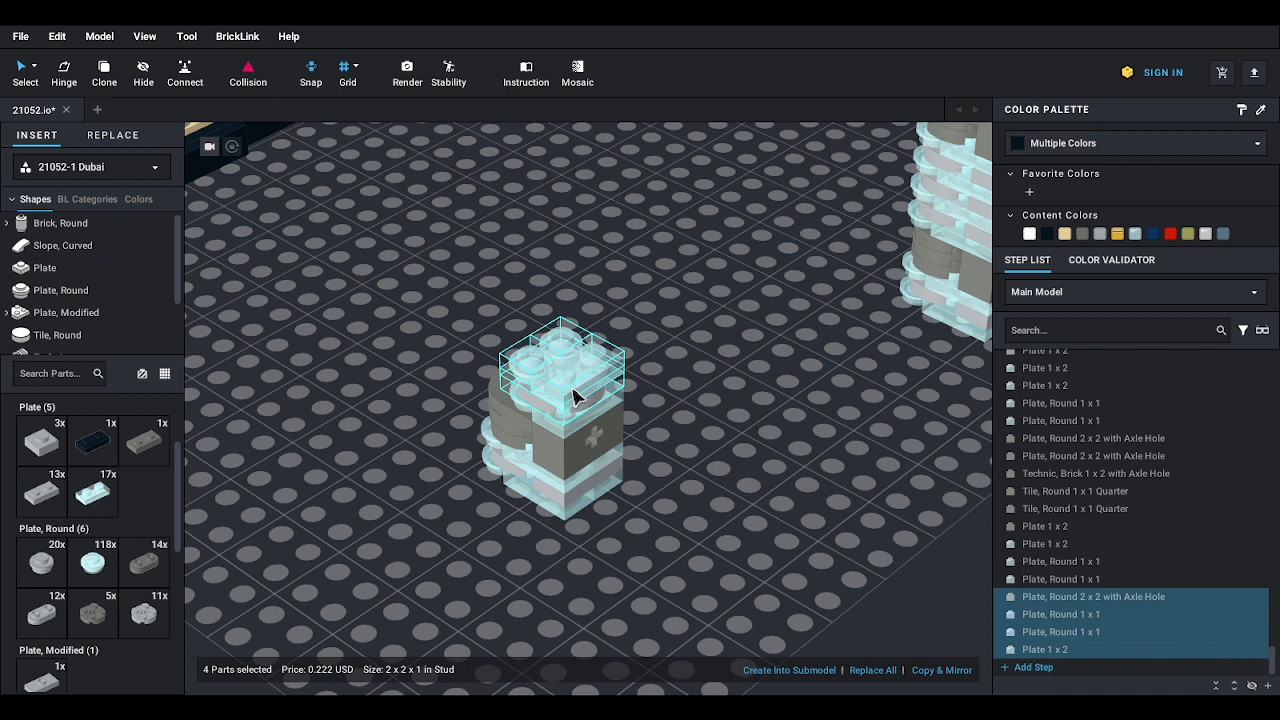 File Edit Model View Tool BrickLink Help
Select Hinge Clone Hide Connect Collision Snap Grid Render Stability Instruction Mosaic SIGN IN
21052.io*
INSERT REPLACE
21052-1 Dubai
Shapes BL Categories Colors
Brick, Round
Slope, Curved
Plate
Plate, Round
Plate, Modified
Tile, Round
Search Parts...
Plate (5)
3x 1x 1x
13x 17x
Plate, Round (6)
20x 118x 14x
12x 5x 11x
Plate, Modified (1)
1x
4 Parts selected Price: 0.222 USD Size: 2 x 2 x 1 in Stud
Create Into Submodel | Replace All | Copy & Mirror
COLOR PALETTE
Multiple Colors
Favorite Colors
+
Content Colors
STEP LIST COLOR VALIDATOR
Main Model
Search...
Plate 1 x 2
Plate 1 x 2
Plate 1 x 2
Plate, Round 1 x 1
Plate, Round 1 x 1
Plate, Round 2 x 2 with Axle Hole
Plate, Round 2 x 2 with Axle Hole
Technic, Brick 1 x 2 with Axle Hole
Tile, Round 1 x 1 Quarter
Tile, Round 1 x 1 Quarter
Plate 1 x 2
Plate 1 x 2
Plate, Round 1 x 1
Plate, Round 1 x 1
Plate, Round 2 x 2 with Axle Hole
Plate, Round 1 x 1
Plate, Round 1 x 1
Plate 1 x 2
+ Add Step